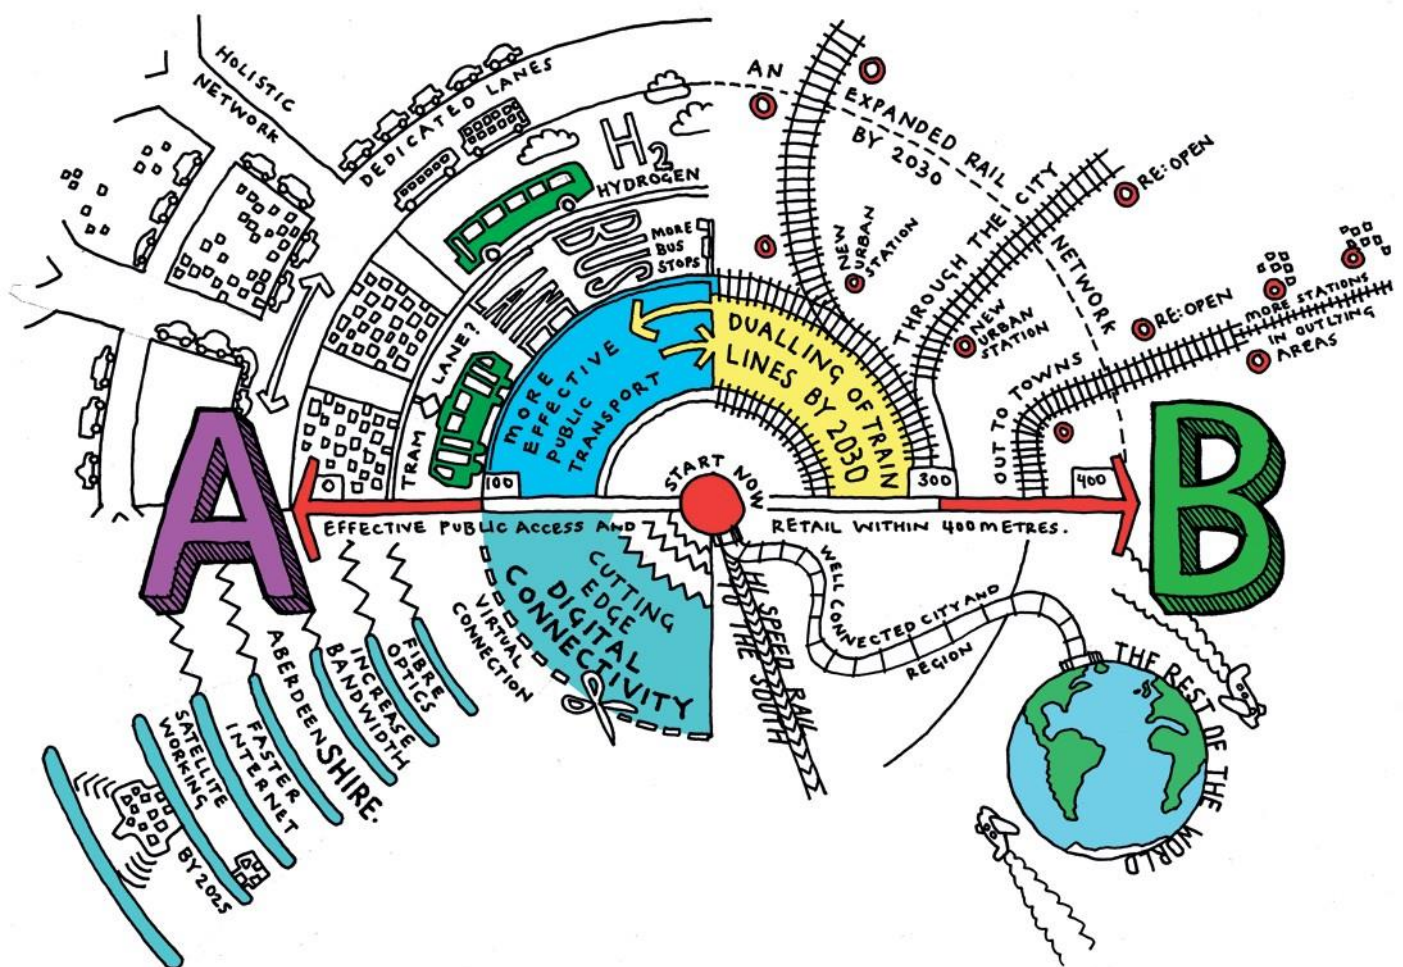 HOLISTIC
NETWORK
DEDICATED LANES
H2
HYDROGEN
BUS
LANE
MORE
BUS
STOPS
TRAM LANE?
MORE
EFFECTIVE
PUBLIC
TRANSPORT
DUALLING OF TRAIN
LINES BY 2030
AN EXPANDED RAIL NETWORK
BY 2030
NEW
URBAN
STATION
THROUGH THE CITY
RE:OPEN
NEW
URBAN
STATION
RE:OPEN
MORE STATIONS
IN OUTLYING
AREAS
OUT TO TOWNS
A
B
0
100
300
400
START NOW
EFFECTIVE PUBLIC ACCESS AND RETAIL WITHIN 400 METRES.
CUTTING
EDGE
DIGITAL
CONNECTIVITY
VIRTUAL
CONNECTION
FIBRE
OPTICS
INCREASE
BANDWIDTH
ABERDEENSHIRE.
FASTER
INTERNET
SATELLITE
WORKING
BY 2025
HI SPEED RAIL
TO THE SOUTH
WELL CONNECTED CITY AND
REGION
THE REST OF THE WORLD